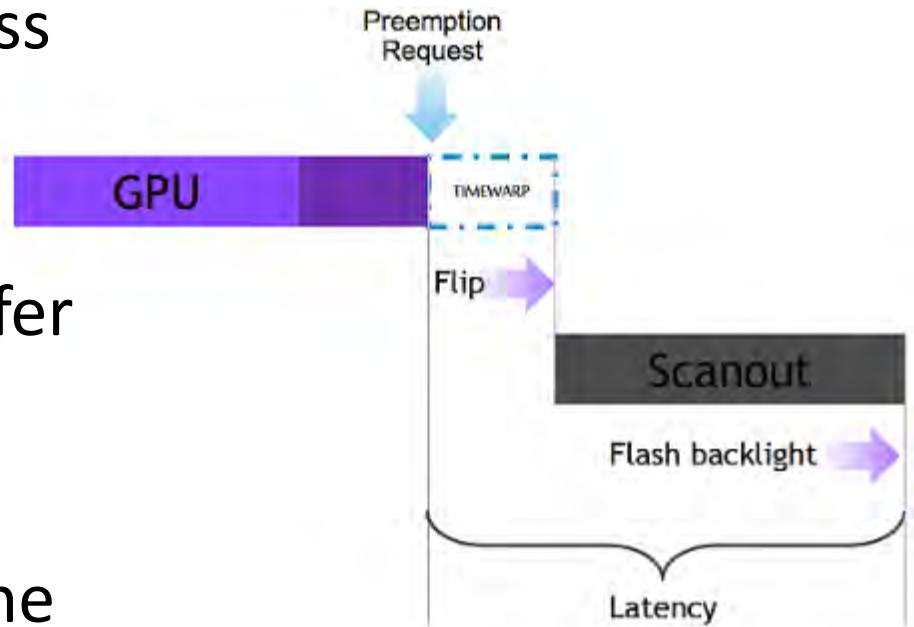 ss
Preemption
Request
GPU
TIMEWARP
Flip
fer
Scanout
Flash backlight
ne
Latency